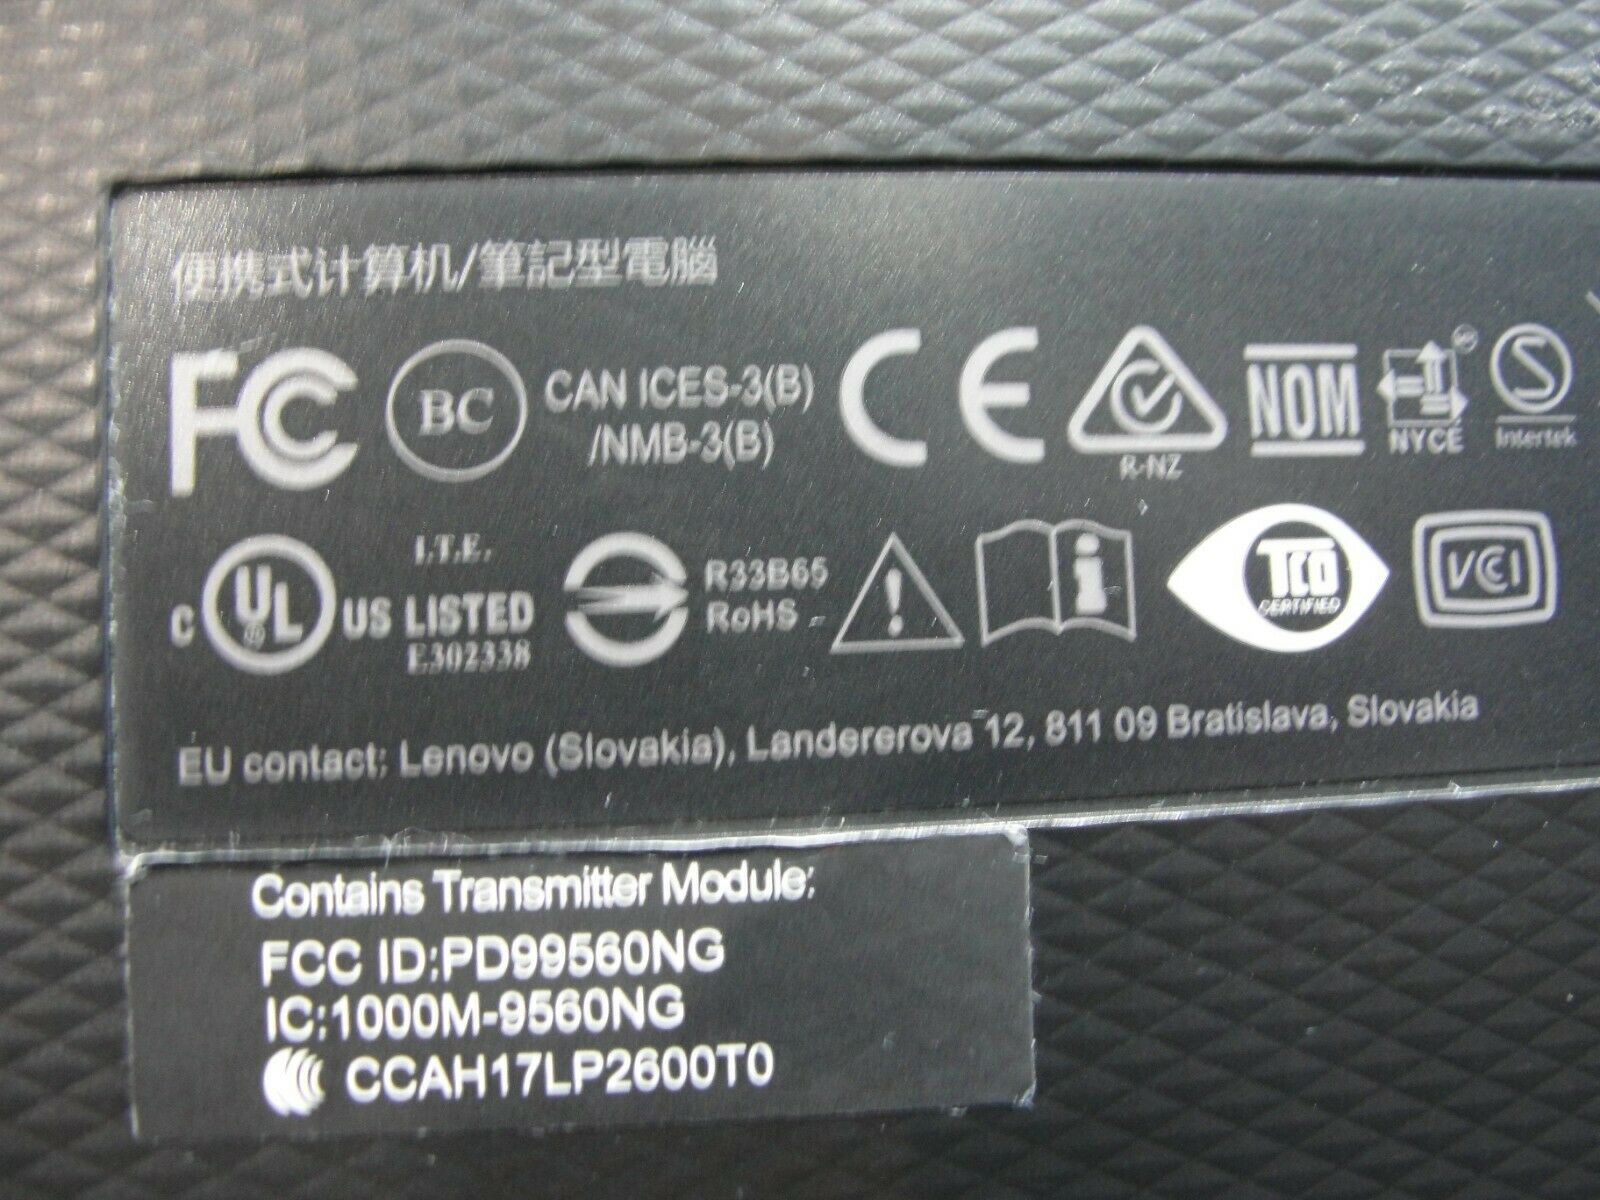 便携式计算机/筆記型電腦
FC BC CAN ICES-3(B) CE NOM
/NMB-3(B) R-NZ NYCE S Intertek
I.T.E.
C UL ® US LISTED R33B65 TCO VCCI
E302338 RoHS ! i CERTIFIED
EU contact: Lenovo (Slovakia), Landererova 12, 811 09 Bratislava, Slovakia
Contains Transmitter Module:
FCC ID:PD99560NG
IC:1000M-9560NG
CCAH17LP2600T0